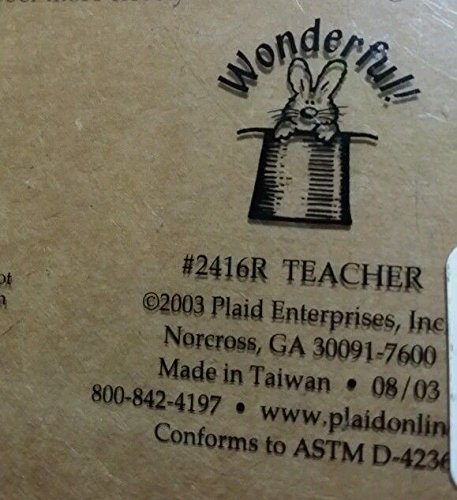 Wonderful!
#2416R TEACHER
©2003 Plaid Enterprises, Inc
Norcross, GA 30091-7600
Made in Taiwan • 08/03
800-842-4197 • www.plaidonlin
Conforms to ASTM D-4236